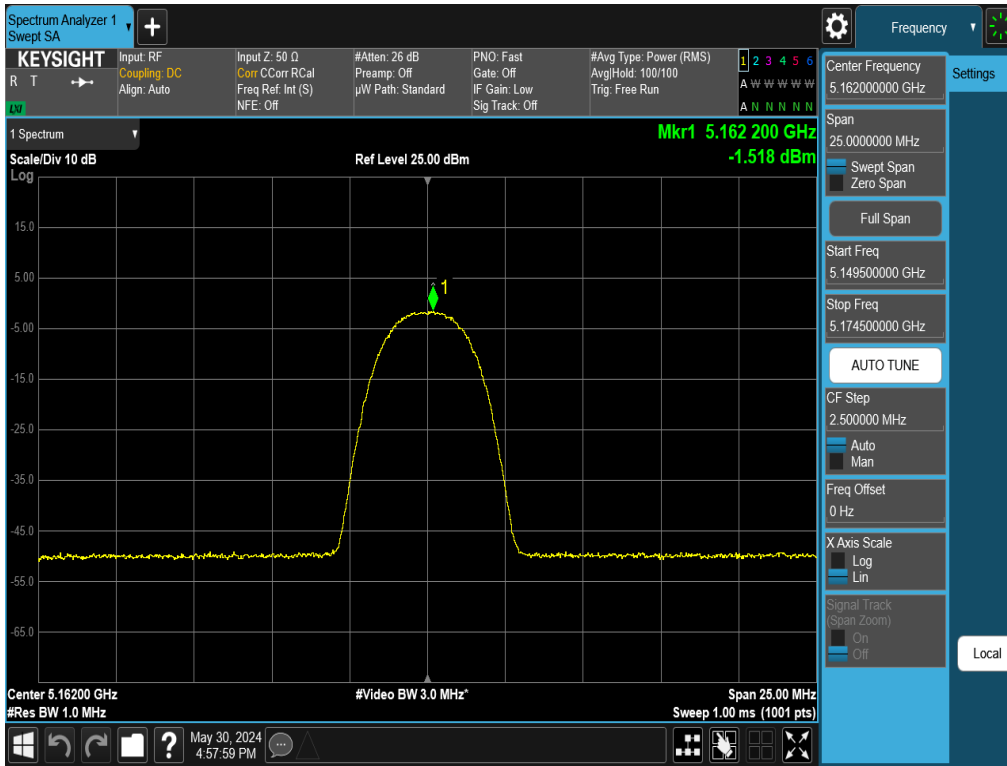 Spectrum Analyzer 1
Swept SA
+
Frequency
KEYSIGHT
R T
LXI
Input: RF
Coupling: DC
Align: Auto
Input Z: 50 Ω
Corr CCorr RCal
Freq Ref: Int (S)
NFE: Off
#Atten: 26 dB
Preamp: Off
µW Path: Standard
PNO: Fast
Gate: Off
IF Gain: Low
Sig Track: Off
#Avg Type: Power (RMS)
Avg|Hold: 100/100
Trig: Free Run
1 2 3 4 5 6
A W W W W W
A N N N N N
1 Spectrum
Scale/Div 10 dB
Log
Ref Level 25.00 dBm
Mkr1 5.162 200 GHz
-1.518 dBm
15.0
5.00
-5.00
-15.0
-25.0
-35.0
-45.0
-55.0
-65.0
1
Center 5.16200 GHz
#Res BW 1.0 MHz
#Video BW 3.0 MHz*
Span 25.00 MHz
Sweep 1.00 ms (1001 pts)
Center Frequency
5.162000000 GHz
Span
25.0000000 MHz
Swept Span
Zero Span
Full Span
Start Freq
5.149500000 GHz
Stop Freq
5.174500000 GHz
AUTO TUNE
CF Step
2.500000 MHz
Auto
Man
Freq Offset
0 Hz
X Axis Scale
Log
Lin
Signal Track
(Span Zoom)
On
Off
Settings
Local
?
May 30, 2024
4:57:59 PM